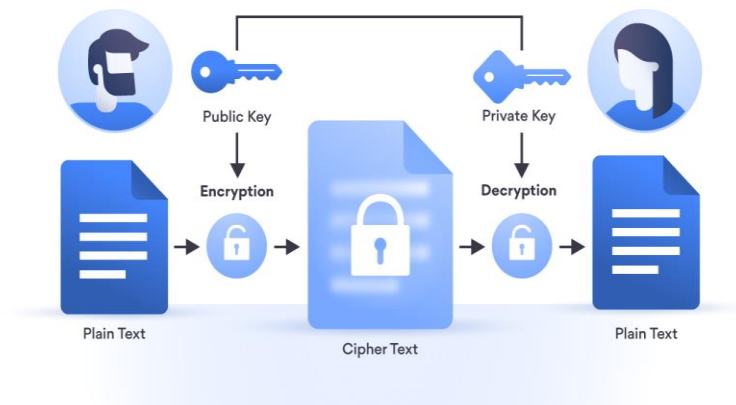 Public Key
Private Key
Encryption
Decryption
Plain Text
Cipher Text
Plain Text